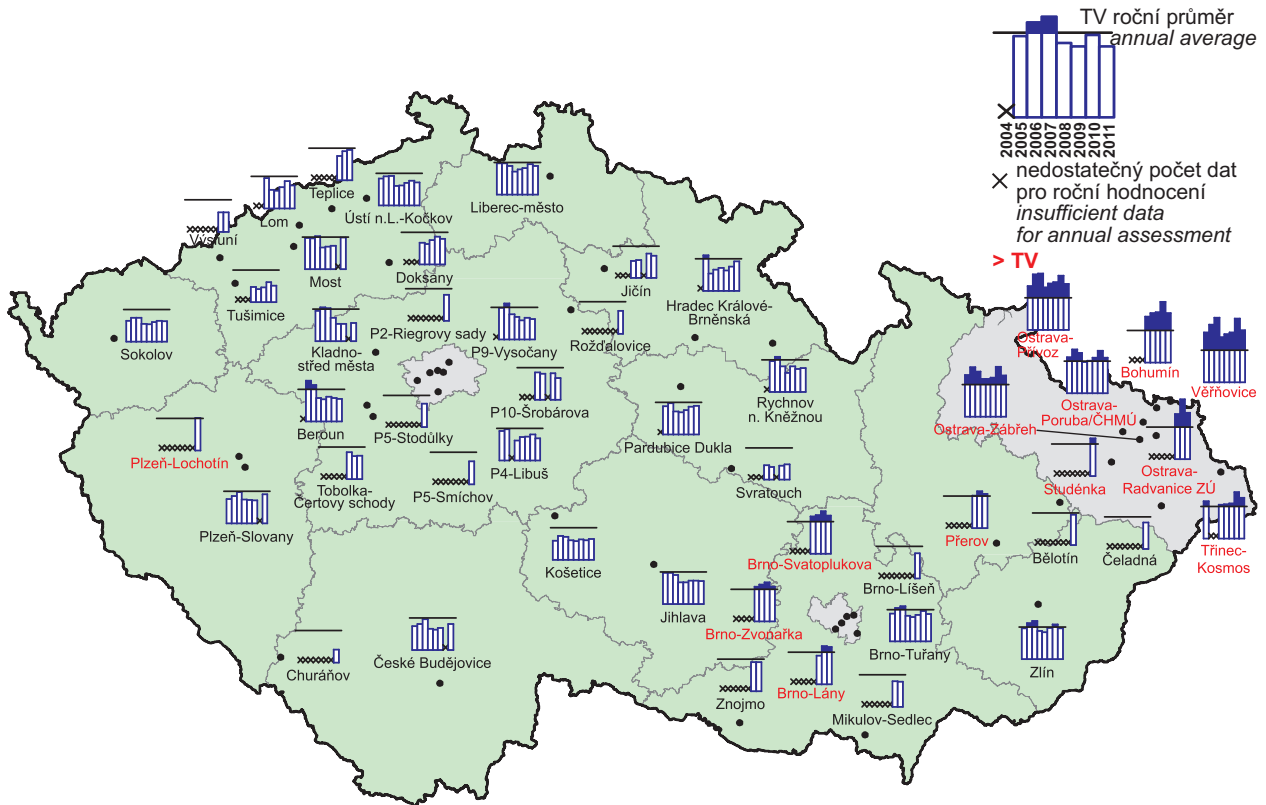 TV roční průměr
annual average
2004
2005
2006
2007
2008
2009
2010
2011
nedostatečný počet dat
pro roční hodnocení
insufficient data
for annual assessment
> TV
Teplice
Lom
Ústí n.L.-Kočkov
Liberec-město
Výsluní
Most
Doksany
Jičín
Hradec Králové-
Brněnská
Tušimice
Sokolov
Kladno-
střed města
P2-Riegrovy sady
P9-Vysočany
Rožďalovice
Ostrava-
Přívoz
Bohumín
Věřňovice
Rychnov
n. Kněžnou
Ostrava-
Poruba/ČHMÚ
Ostrava-Zábřeh
P10-Šrobárova
Beroun
P5-Stodůlky
Pardubice Dukla
P4-Libuš
Plzeň-Lochotín
Tobolka-
Čertovy schody
P5-Smíchov
Svratouch
Studénka
Ostrava-
Radvanice ZÚ
Plzeň-Slovany
Košetice
Brno-Svatoplukova
Přerov
Bělotín
Čeladná
Třinec-
Kosmos
Brno-Líšeň
Jihlava
Brno-Zvonařka
Brno-Tuřany
Zlín
Churáňov
České Budějovice
Znojmo
Brno-Lány
Mikulov-Sedlec